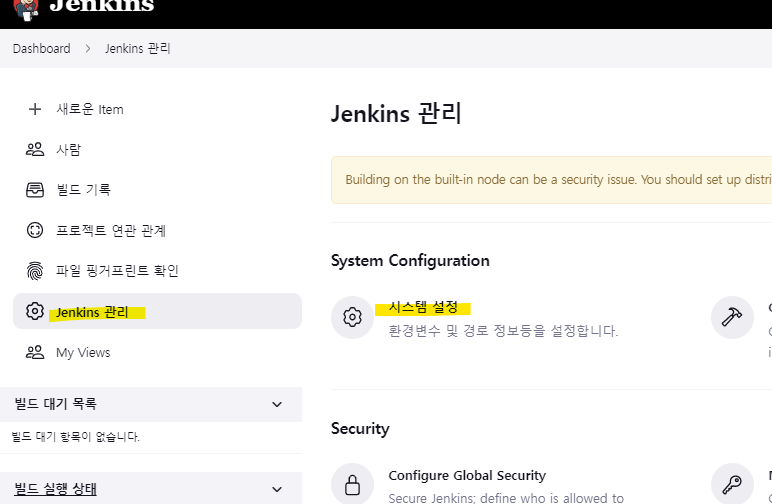 Jenkins
Dashboard > Jenkins 관리
새로운 Item
사람
빌드 기록
프로젝트 연관 관계
파일 핑거프린트 확인
Jenkins 관리
My Views
빌드 대기 목록
빌드 대기 항목이 없습니다.
빌드 실행 상태
Jenkins 관리
Building on the built-in node can be a security issue. You should set up distri
System Configuration
시스템 설정
환경변수 및 경로 정보등을 설정합니다.
Security
Configure Global Security
Secure Jenkins; define who is allowed to